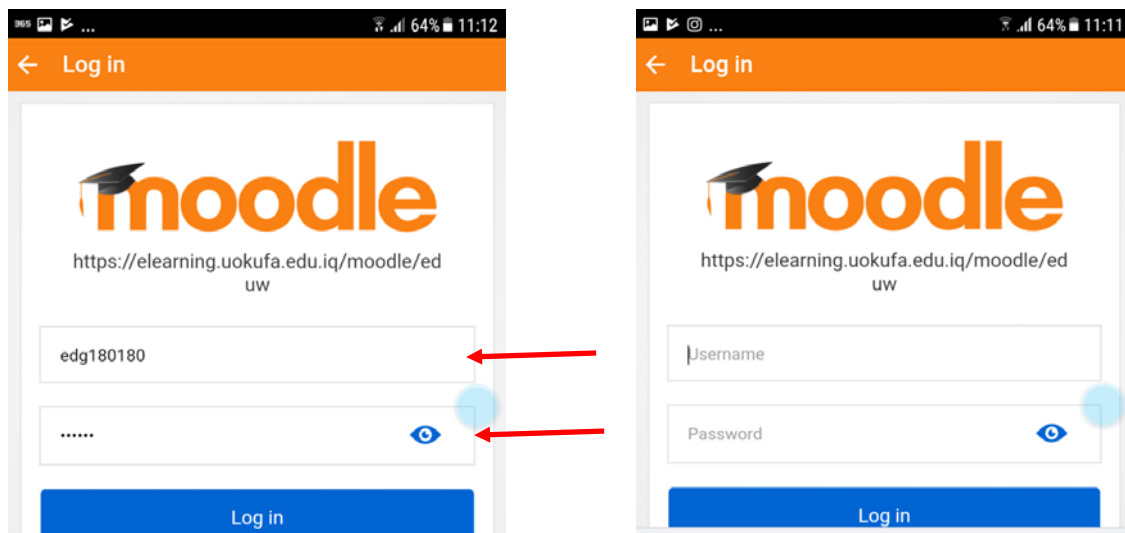 365 ... 64% 11:12
Log in
moodle
https://elearning.uokufa.edu.iq/moodle/ed
uw
edg180180
••••••
Log in
... 64% 11:11
Log in
moodle
https://elearning.uokufa.edu.iq/moodle/ed
uw
Username
Password
Log in